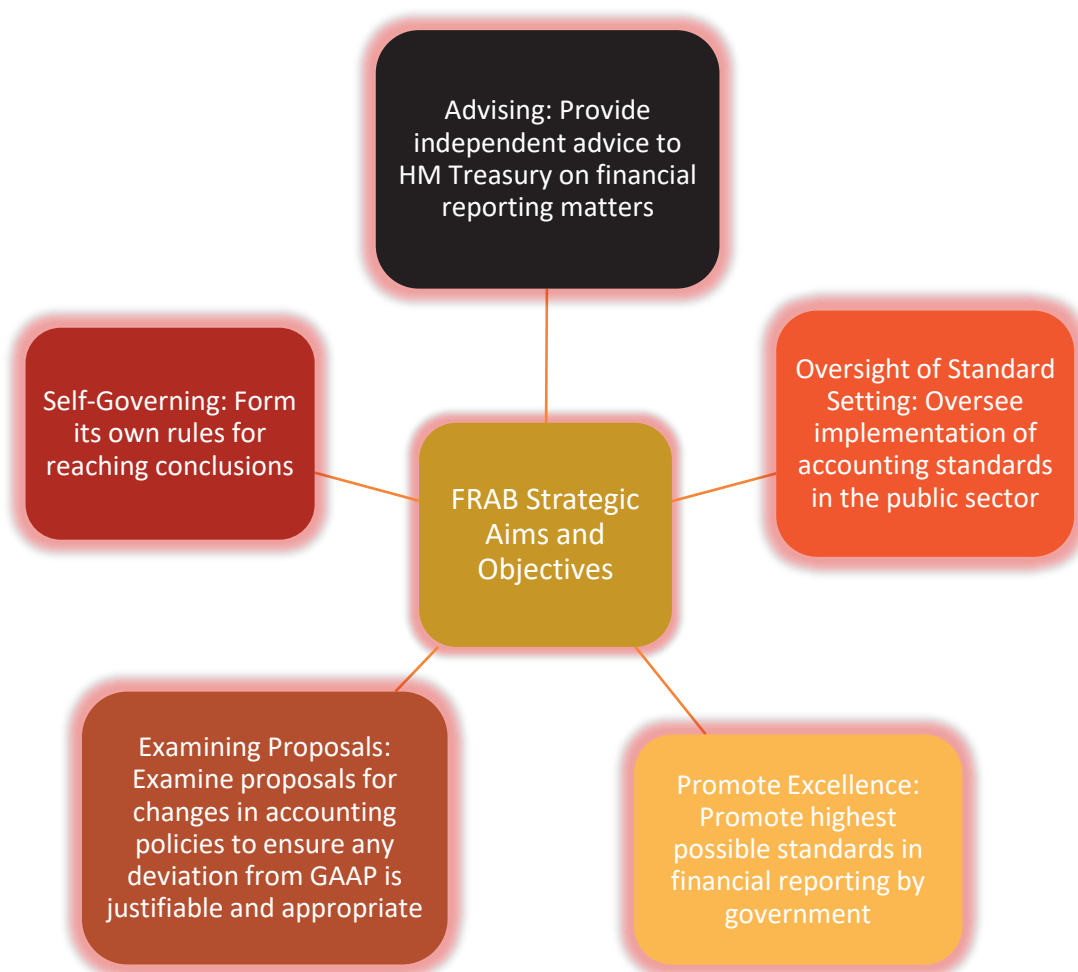 Advising: Provide
independent advice to
HM Treasury on financial
reporting matters
Oversight of Standard
Setting: Oversee
implementation of
accounting standards
in the public sector
Promote Excellence:
Promote highest
possible standards in
financial reporting by
government
Examining Proposals:
Examine proposals for
changes in accounting
policies to ensure any
deviation from GAAP is
justifiable and appropriate
Self-Governing: Form
its own rules for
reaching conclusions
FRAB Strategic
Aims and
Objectives